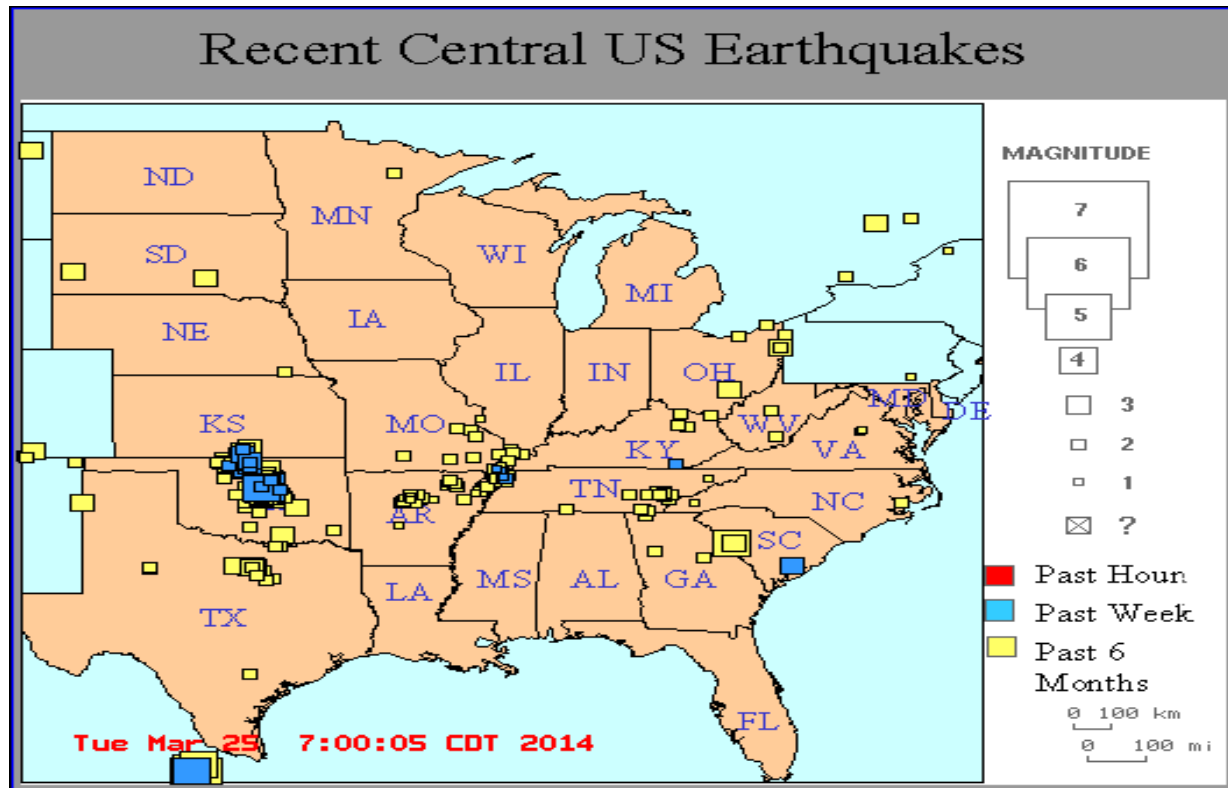 Recent Central US Earthquakes
MAGNITUDE
7
6
5
4
3
2
1
?
Past Houn
Past Week
Past 6
Months
0 100 km
0 100 mi
ND
MN
SD
WI
MI
NE
IA
IL
IN
OH
MD
DE
KS
MO
WV
KY
VA
TN
NC
AR
SC
MS
AL
GA
LA
TX
FL
Tue Mar 25 7:00:05 CDT 2014